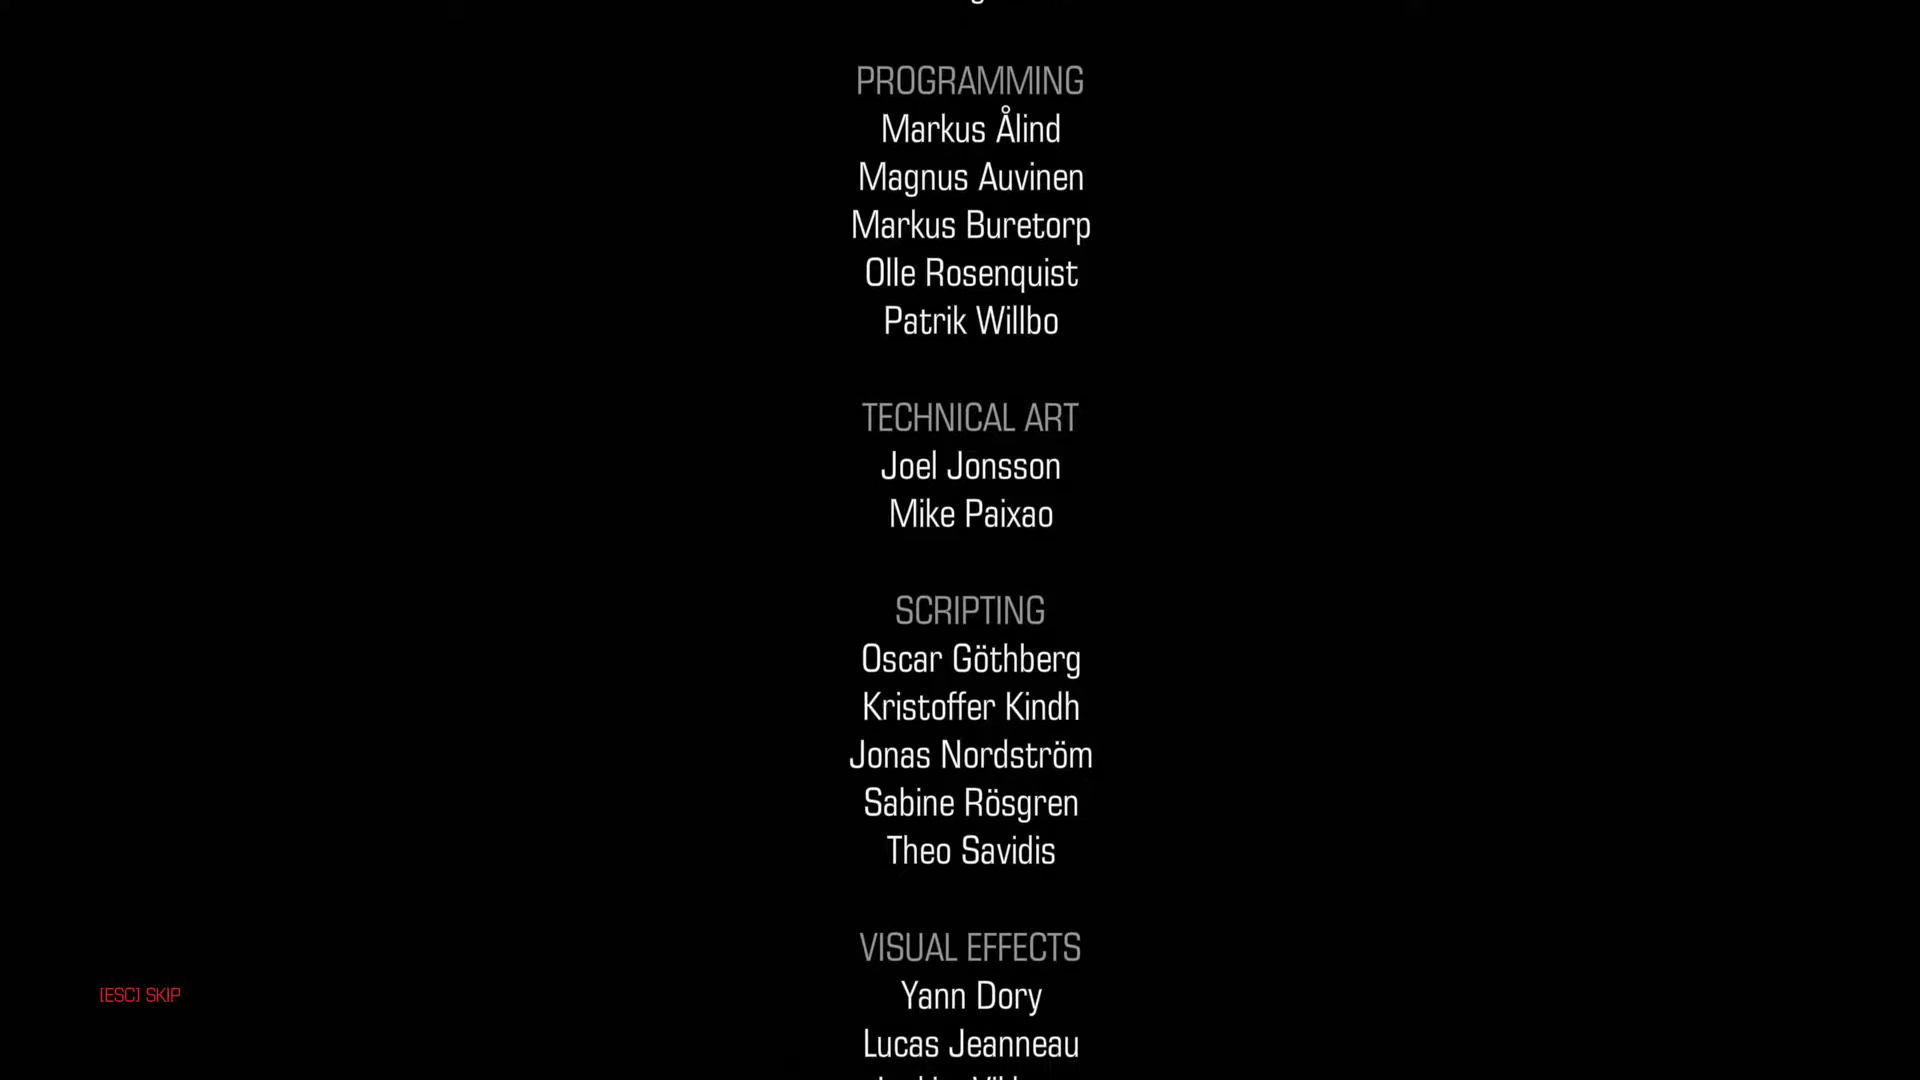 PROGRAMMING
Markus Ålind
Magnus Auvinen
Markus Buretorp
Olle Rosenquist
Patrik Willbo
TECHNICAL ART
Joel Jonsson
Mike Paixao
SCRIPTING
Oscar Göthberg
Kristoffer Kindh
Jonas Nordström
Sabine Rösgren
Theo Savidis
VISUAL EFFECTS
Yann Dory
[ESC] SKIP
Lucas Jeanneau